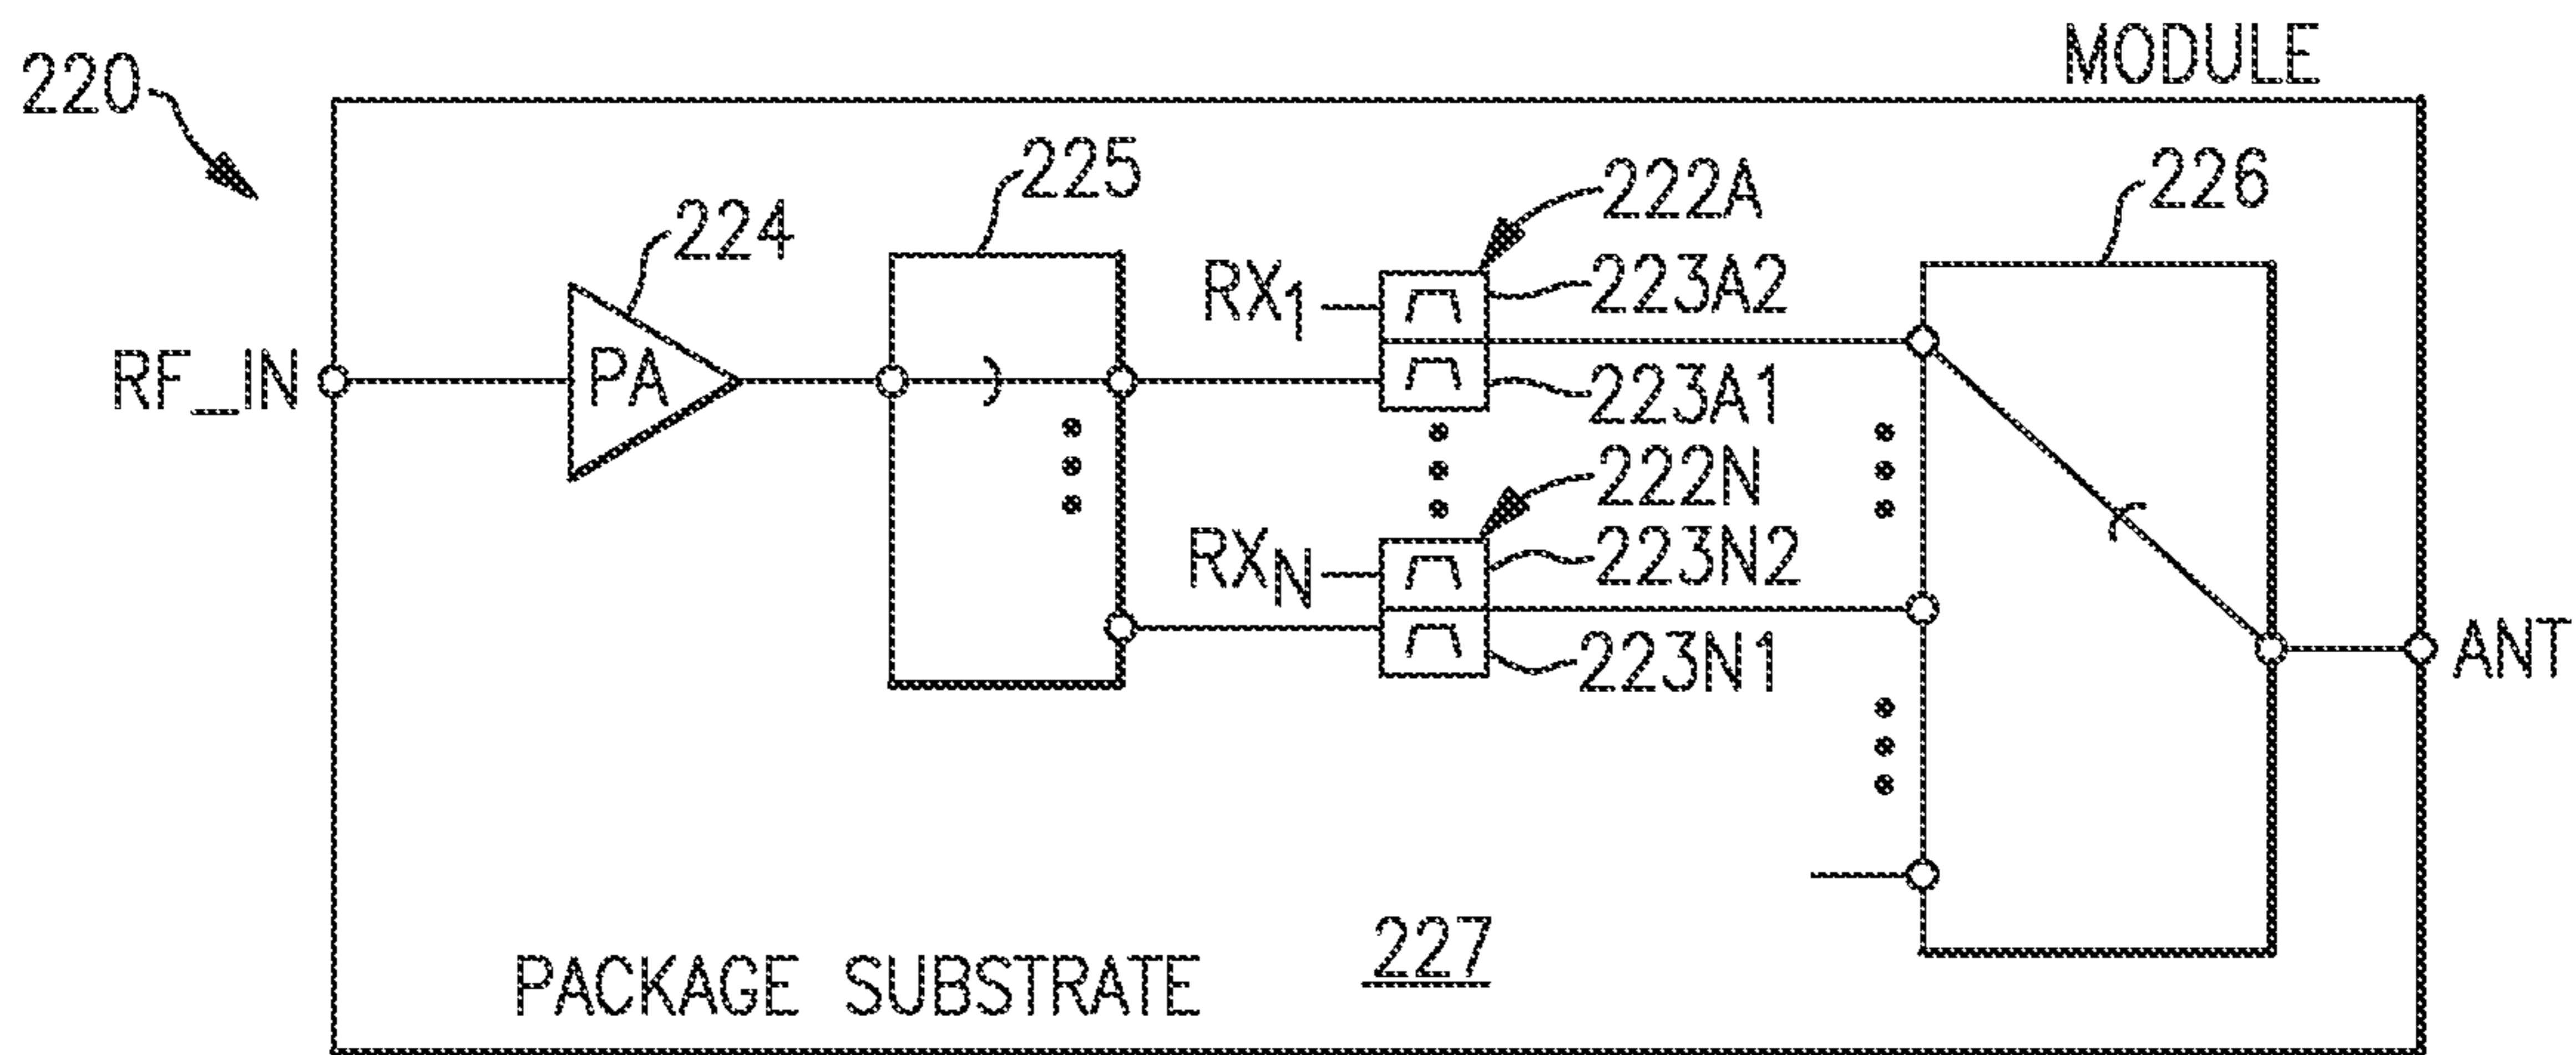 MODULE
220
225
226
222A
224
RX1
223A2
RF_IN
PA
223A1
222N
RXN
223N2
223N1
ANT
227
PACKAGE SUBSTRATE